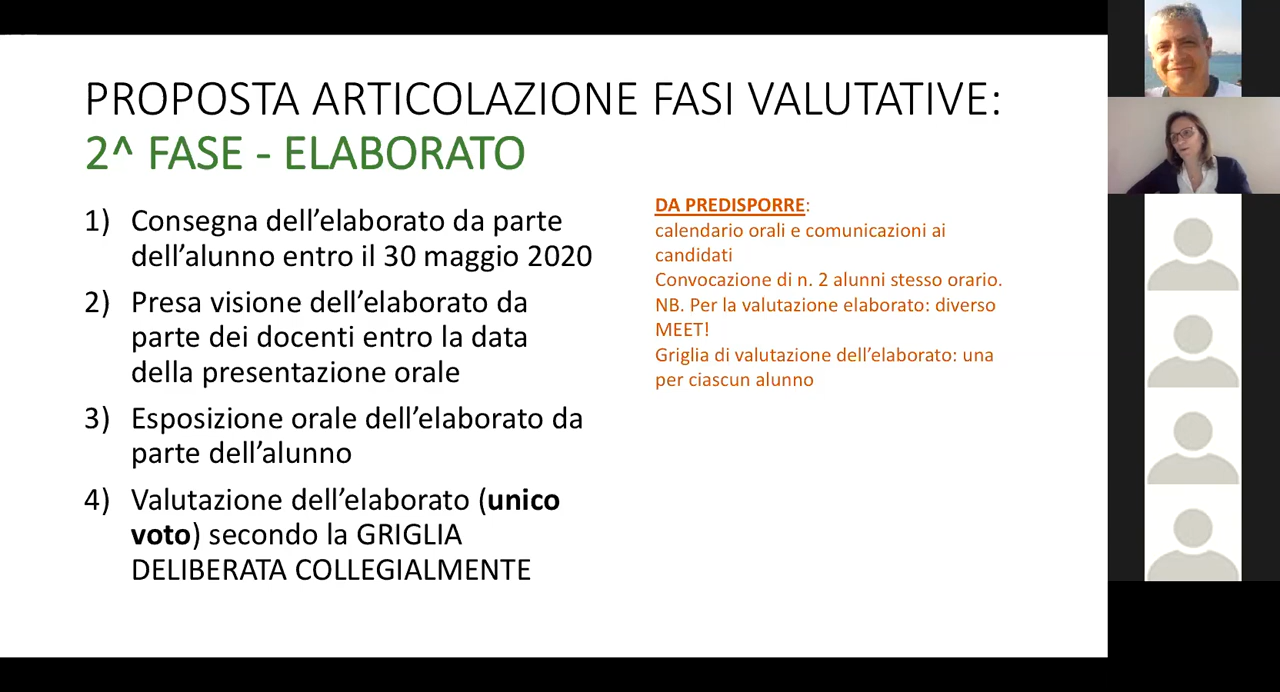 PROPOSTA ARTICOLAZIONE FASI VALUTATIVE:
2^ FASE - ELABORATO
1) Consegna dell’elaborato da parte
dell’alunno entro il 30 maggio 2020
2) Presa visione dell’elaborato da
parte dei docenti entro la data
della presentazione orale
3) Esposizione orale dell’elaborato da
parte dell’alunno
4) Valutazione dell’elaborato (unico
voto) secondo la GRIGLIA
DELIBERATA COLLEGIALMENTE
DA PREDISPORRE:
calendario orali e comunicazioni ai
candidati
Convocazione di n. 2 alunni stesso orario.
NB. Per la valutazione elaborato: diverso
MEET!
Griglia di valutazione dell’elaborato: una
per ciascun alunno